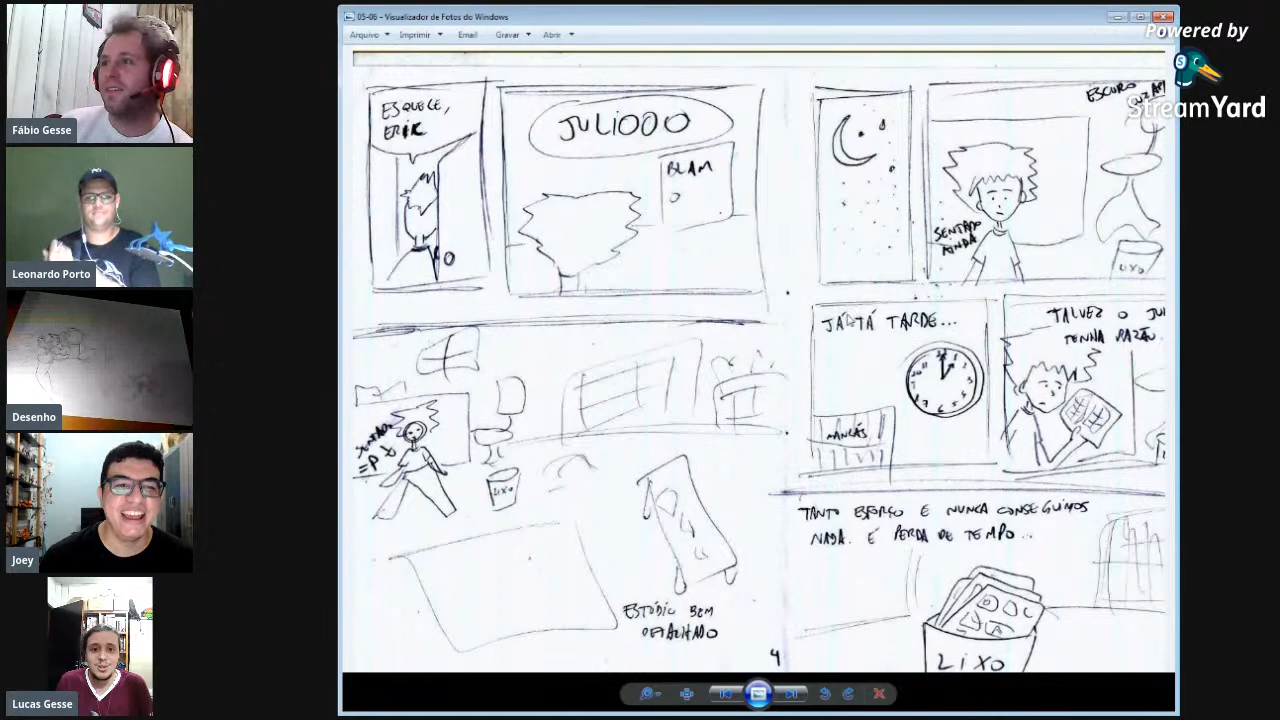 05-06 - Visualizador de Fotos do Windows
Arquivo Imprimir Email Gravar Abrir
Powered by
StreamYard
Fábio Gesse
Leonardo Porto
Desenho
Joey
Lucas Gesse
ESQUECE,
ERIK
JULIOOO
BLAM
LIXO
ESTÚDIO BEM
DETALHADO
4
ESCURO
SENTADO
AINDA
LIXO
JÁ TÁ TARDE...
MANGÁS
TALVEZ O JU
TENHA RAZÃO.
TANTO ESFORÇO E NUNCA CONSEGUIMOS
NADA. É PERDA DE TEMPO...
LIXO